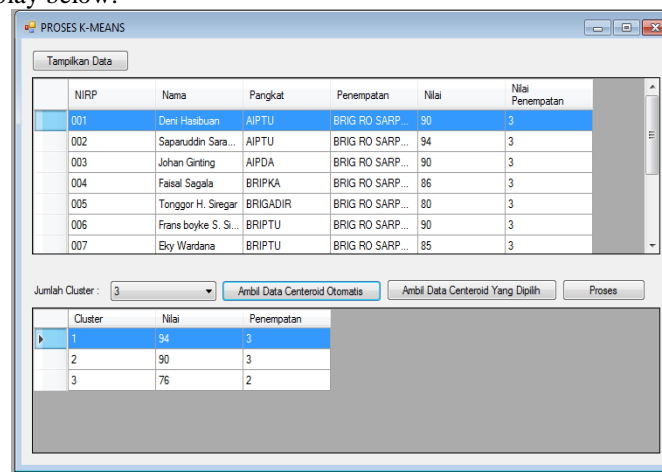 play below.
PROSES K-MEANS
Tampilkan Data
NIRP Nama Pangkat Penempatan Nilai Nilai Penempatan
001 Deni Hasibuan AIPTU BRIG RO SARP... 90 3
002 Saparuddin Sara... AIPTU BRIG RO SARP... 94 3
003 Johan Ginting AIPDA BRIG RO SARP... 90 3
004 Faisal Sagala BRIPKA BRIG RO SARP... 86 3
005 Tonggor H. Siregar BRIGADIR BRIG RO SARP... 80 3
006 Frans boyke S. Si... BRIPTU BRIG RO SARP... 90 3
007 Eky Wardana BRIPTU BRIG RO SARP... 85 3
Jumlah Cluster : 3 Ambil Data Centeroid Otomatis Ambil Data Centeroid Yang Dipilih Proses
Cluster Nilai Penempatan
1 94 3
2 90 3
3 76 2